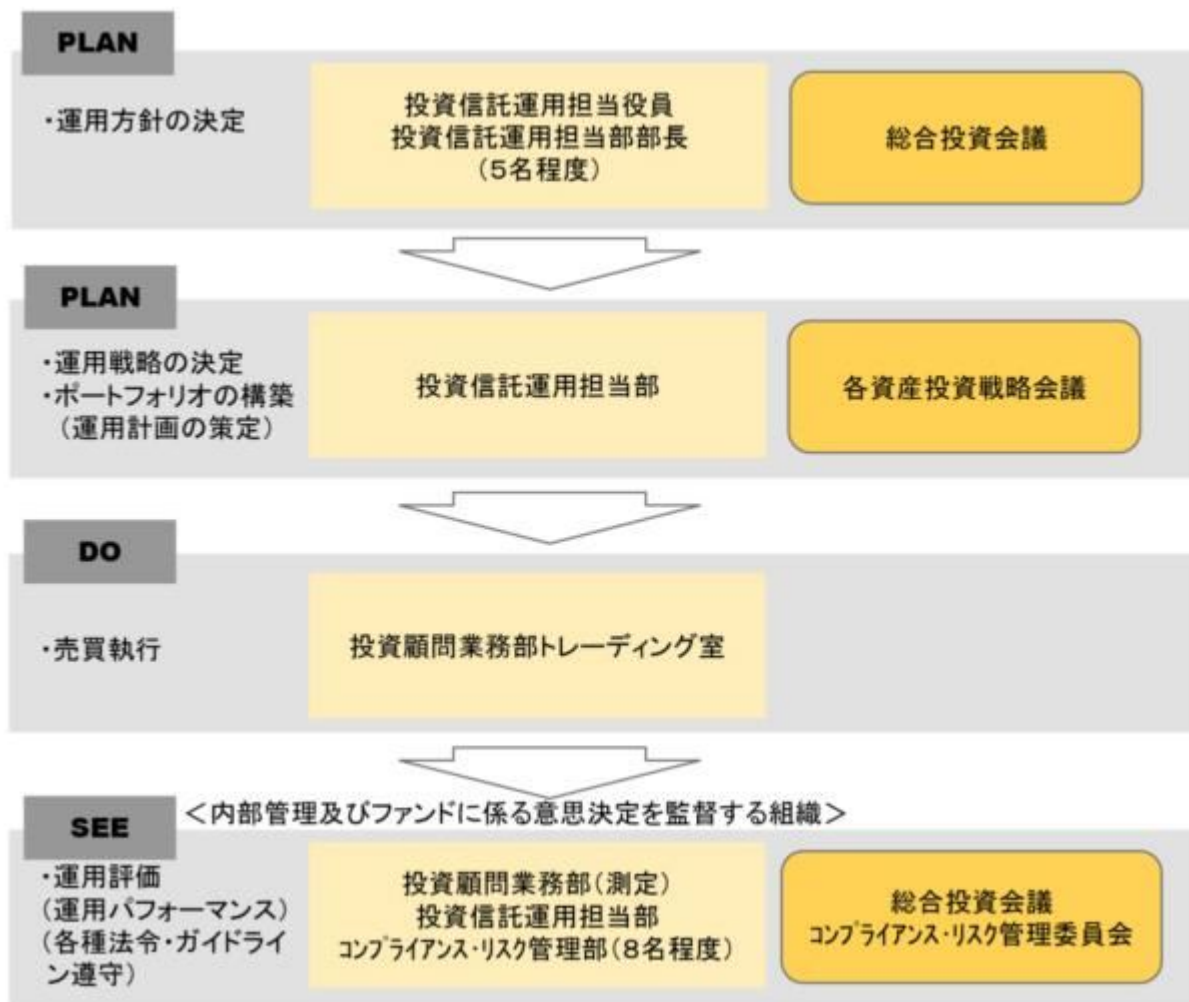 PLAN
・運用方針の決定
投資信託運用担当役員
投資信託運用担当部部長
(5名程度)
総合投資会議
PLAN
・運用戦略の決定
・ポートフォリオの構築
(運用計画の策定)
投資信託運用担当部
各資産投資戦略会議
DO
・売買執行
投資顧問業務部トレーディング室
SEE
<内部管理及びファンドに係る意思決定を監督する組織>
・運用評価
(運用パフォーマンス)
(各種法令・ガイドライ
ン遵守)
投資顧問業務部(測定)
投資信託運用担当部
コンプライアンス・リスク管理部(8名程度)
総合投資会議
コンプライアンス・リスク管理委員会